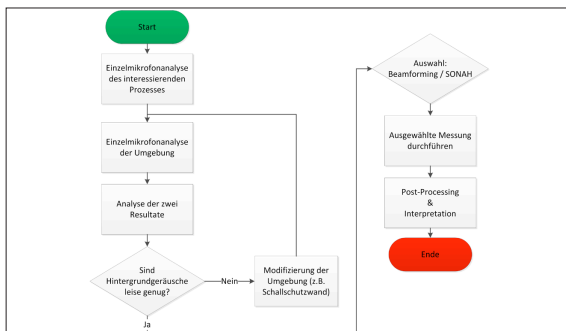 Start
Einzelmikrofonanalyse
des interessierenden
Prozesses
Einzelmikrofonanalyse
der Umgebung
Analyse der zwei
Resultate
Sind
Hintergrundgeräusche
leise genug?
Nein
Modifizierung der
Umgebung (z.B.
Schallschutzwand)
Ja
Auswahl:
Beamforming / SONAH
Ausgewählte Messung
durchführen
Post-Processing
&
Interpretation
Ende